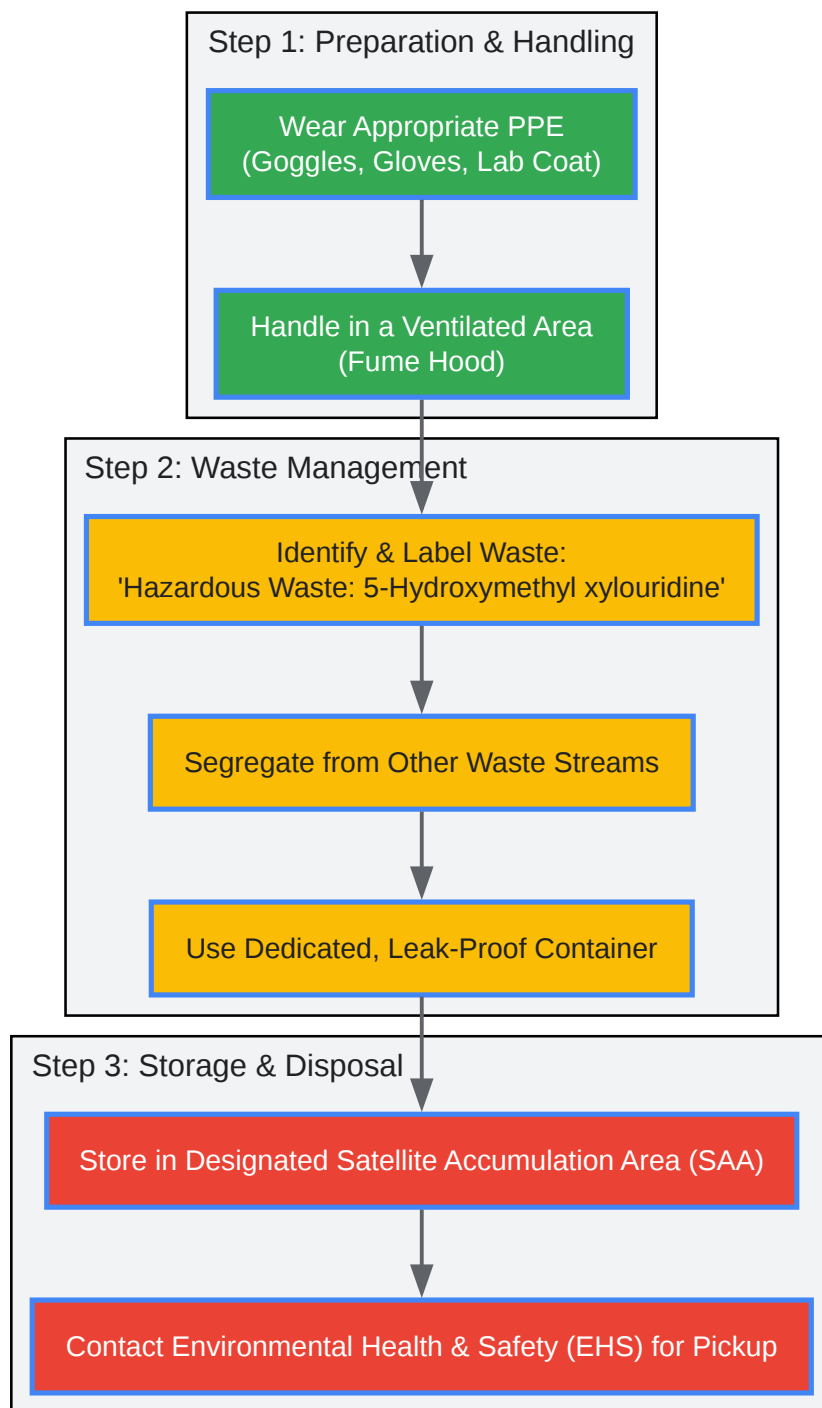 Step 1: Preparation & Handling
Wear Appropriate PPE
(Goggles, Gloves, Lab Coat)
Handle in a Ventilated Area
(Fume Hood)
Step 2: Waste Management
Identify & Label Waste:
'Hazardous Waste: 5-Hydroxymethyl xylouridine'
Segregate from Other Waste Streams
Use Dedicated, Leak-Proof Container
Step 3: Storage & Disposal
Store in Designated Satellite Accumulation Area (SAA)
Contact Environmental Health & Safety (EHS) for Pickup